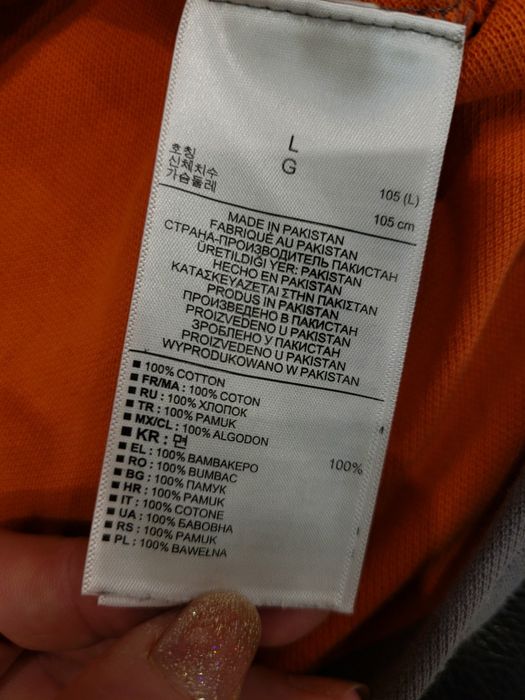 L
G
호칭 105 (L)
신체치수
가슴둘레 105 cm
MADE IN PAKISTAN
FABRIQUÉ AU PAKISTAN
СТРАНА-ПРОИЗВОДИТЕЛЬ ПАКИСТАН
ÜRETILDIĞI YER: PAKISTAN
HECHO EN PAKISTAN
ΚΑΤΑΣΚΕΥΑΖΕΤΑΙ ΣΤΗΝ ΠΑΚΙΣΤΑΝ
PRODUS IN PAKISTAN
ПРОИЗВЕДЕНО В ПАКИСТАН
PROIZVEDENO U PAKISTAN
ЗРОБЛЕНО У ПАКИСТАН
PROIZVEDENO U PAKISTAN
WYPRODUKOWANO W PAKISTAN
100% COTTON
FR/MA : 100% COTON
RU : 100% ХЛОПОК
TR : 100% PAMUK
MX/CL : 100% ALGODON
KR : 면 100%
EL : 100% ΒΑΜΒΑΚΕΡΟ
RO : 100% BUMBAC
BG : 100% ПАМУК
HR : 100% PAMUK
IT : 100% COTONE
UA : 100% БАВОВНА
RS : 100% PAMUK
PL : 100% BAWEŁNA